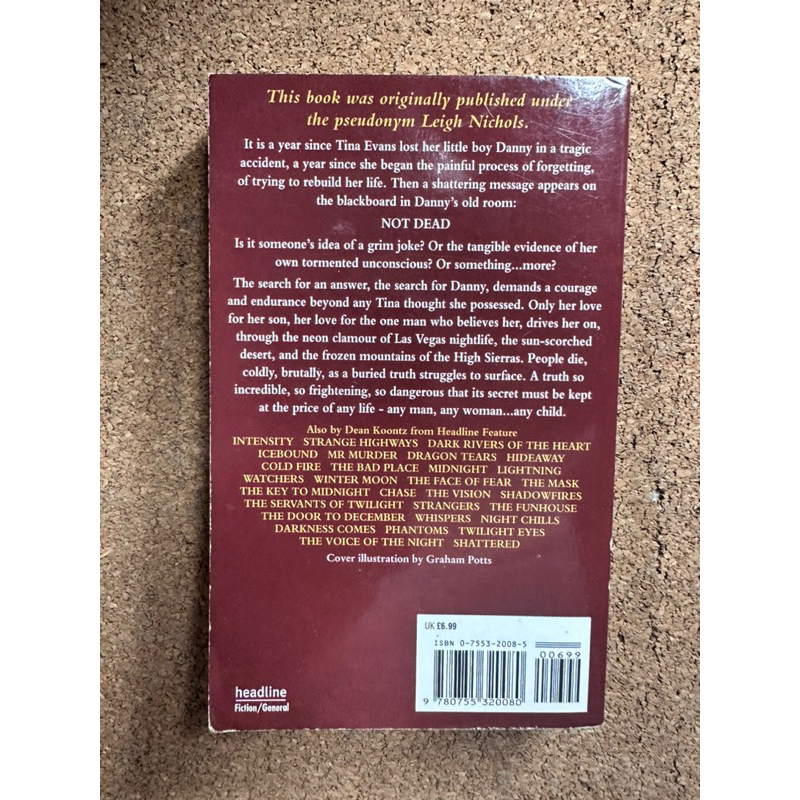 This book was originally published under
the pseudonym Leigh Nichols.
It is a year since Tina Evans lost her little boy Danny in a tragic
accident, a year since she began the painful process of forgetting,
of trying to rebuild her life. Then a shattering message appears on
the blackboard in Danny's old room:
NOT DEAD
Is it someone's idea of a grim joke? Or the tangible evidence of her
own tormented unconscious? Or something...more?
The search for an answer, the search for Danny, demands a courage
and endurance beyond any Tina thought she possessed. Only her love
for her son, her love for the one man who believes her, drives her on,
through the neon clamour of Las Vegas nightlife, the sun-scorched
desert, and the frozen mountains of the High Sierras. People die,
coldly, brutally, as a buried truth struggles to surface. A truth so
incredible, so frightening, so dangerous that its secret must be kept
at the price of any life - any man, any woman...any child.
Also by Dean Koontz from Headline Feature
INTENSITY STRANGE HIGHWAYS DARK RIVERS OF THE HEART
ICEBOUND MR MURDER DRAGON TEARS HIDEAWAY
COLD FIRE THE BAD PLACE MIDNIGHT LIGHTNING
WATCHERS WINTER MOON THE FACE OF FEAR THE MASK
THE KEY TO MIDNIGHT CHASE THE VISION SHADOWFIRES
THE SERVANTS OF TWILIGHT STRANGERS THE FUNHOUSE
THE DOOR TO DECEMBER WHISPERS NIGHT CHILLS
DARKNESS COMES PHANTOMS TWILIGHT EYES
THE VOICE OF THE NIGHT SHATTERED
Cover illustration by Graham Potts
UK £6.99
ISBN 0-7553-2008-5
00699
9 780755 320080
headline
Fiction/General